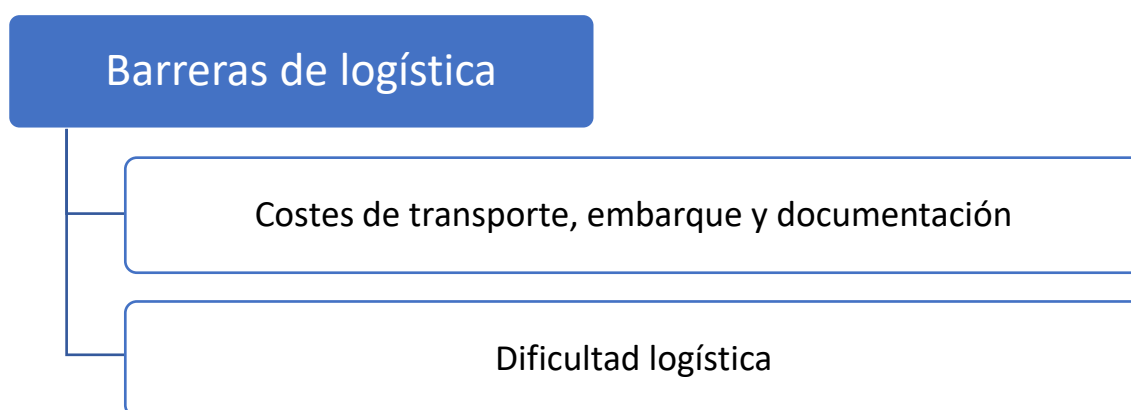 Barreras de logística
Costes de transporte, embarque y documentación
Dificultad logística